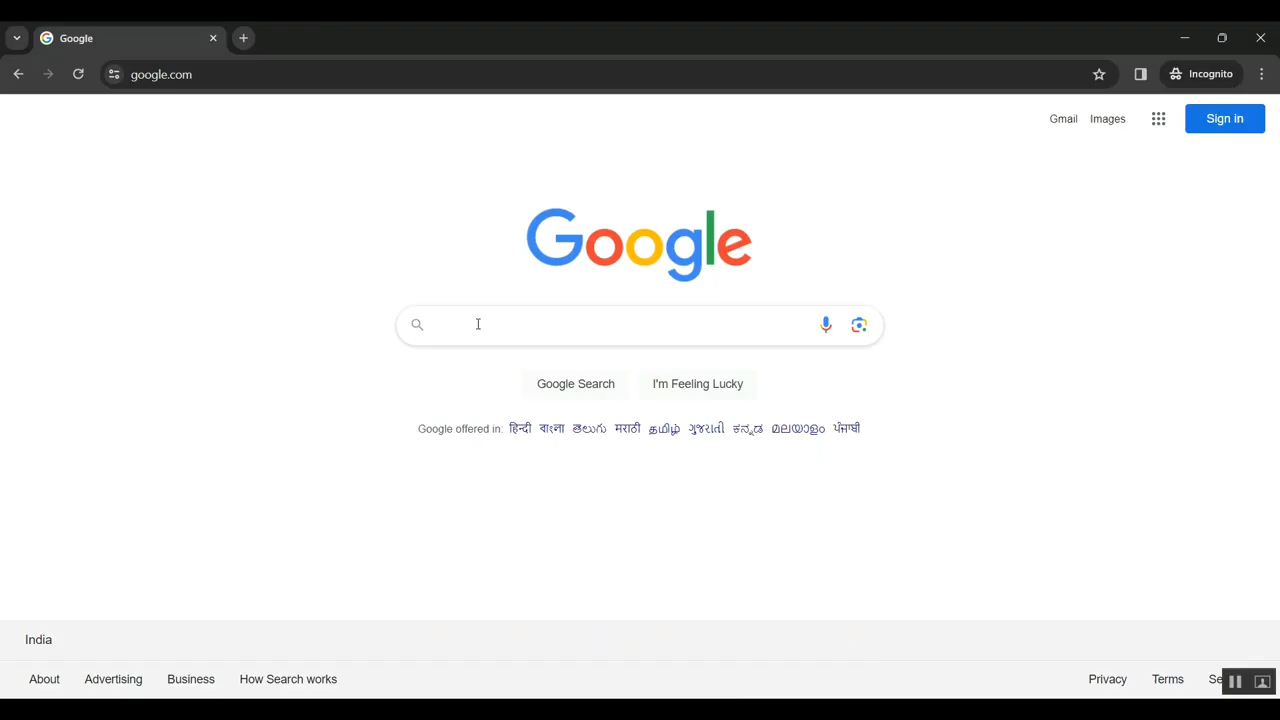 Google
google.com
Incognito
Gmail Images
Sign in
Google
Google Search I'm Feeling Lucky
Google offered in: हिन्दी বাংলা తెలుగు मराठी தமிழ் ગુજરાતી ಕನ್ನಡ മലയാളം ਪੰਜਾਬੀ
India
About Advertising Business How Search works
Privacy Terms